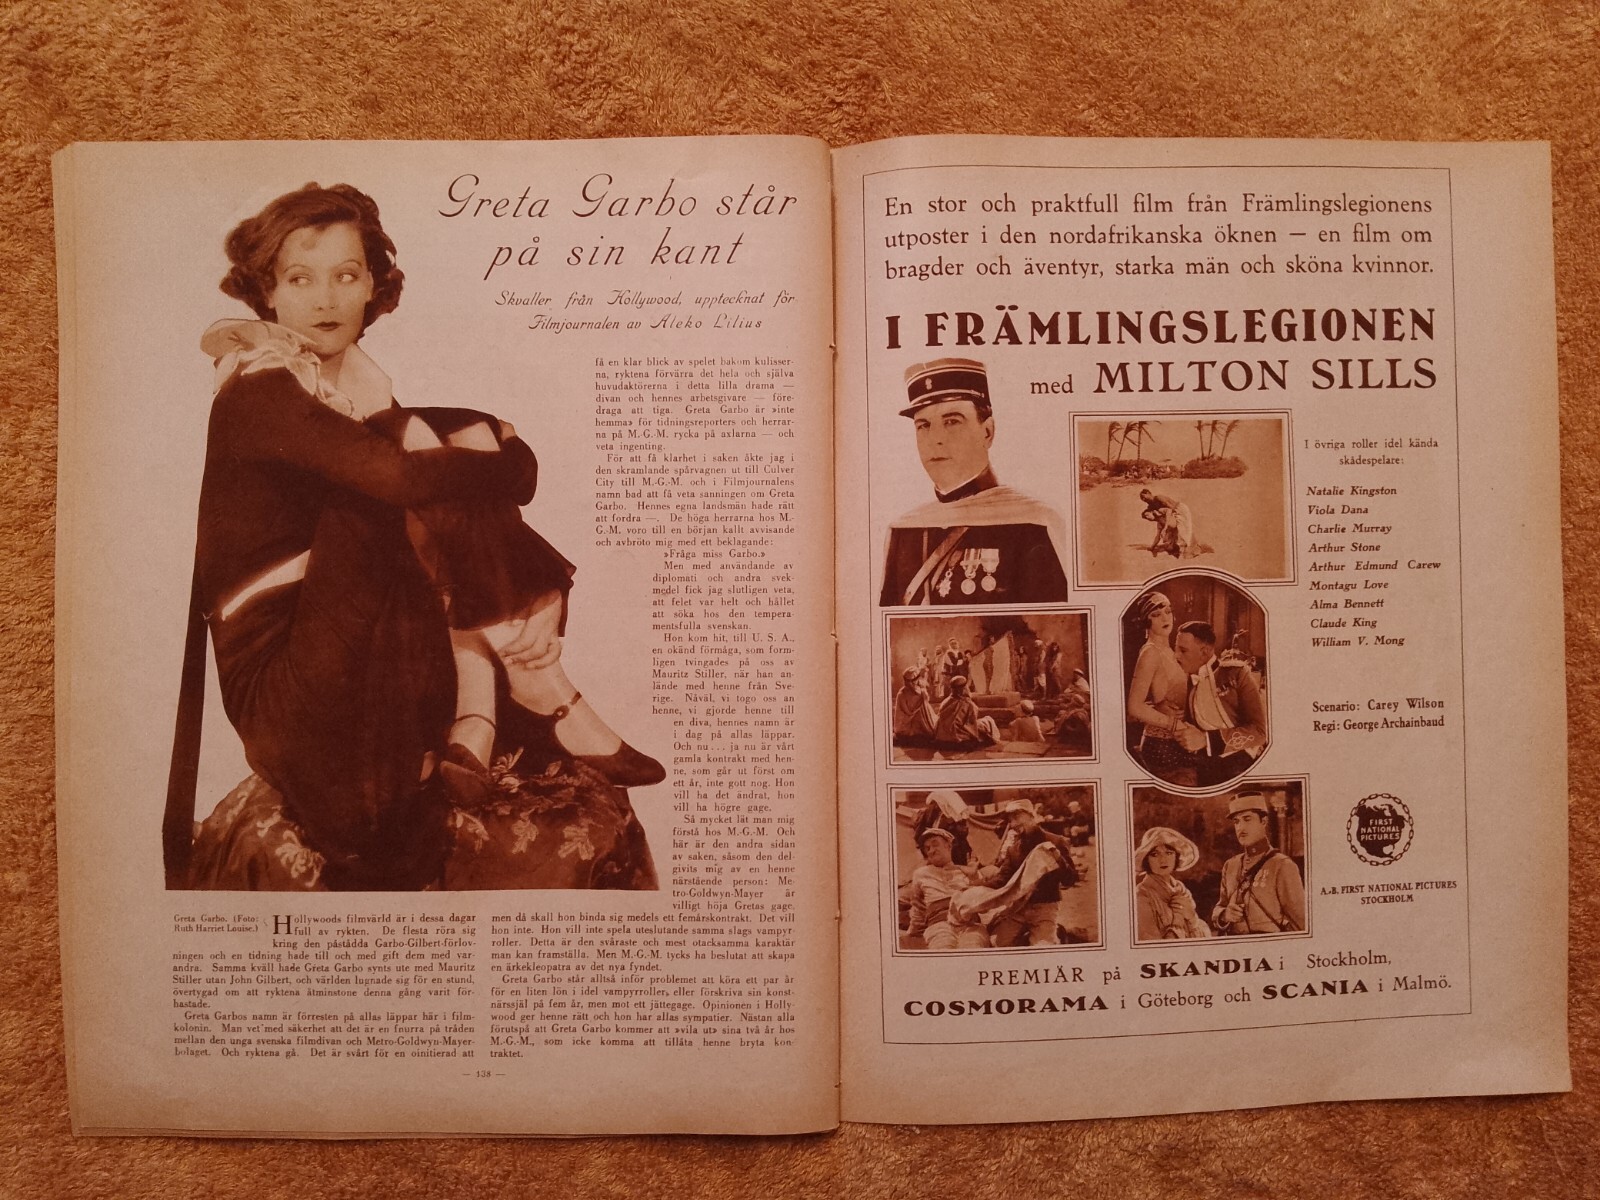 Greta Garbo står
på sin kant
Skvaller från Hollywood, upptecknat för
Filmjournalen av Aleko Lilius
Greta Garbo. (Foto:
Ruth Harriet Louise.)
Hollywoods filmvärld är i dessa dagar
full av rykten. De flesta röra sig
kring den påstådda Garbo-Gilbert-förlov-
ningen och en tidning hade till och med gift dem med var-
andra. Samma kväll hade Greta Garbo synts ute med Mauritz
Stiller utan John Gilbert, och världen lugnade sig för en stund,
övertygad om att ryktena åtminstone denna gång varit för-
hastade.
Greta Garbos namn är förresten på allas läppar här i film-
kolonin. Man vet med säkerhet att det är en fnurra på tråden
mellan den unga svenska filmdivan och Metro-Goldwyn-Mayer-
bolaget. Och ryktena gå. Det är svårt för en oinitierad att
få en klar blick av spelet bakom kulisser-
na, ryktena förvärra det hela och själva
huvudaktörerna i detta lilla drama —
divan och hennes arbetsgivare — före-
draga att tiga. Greta Garbo är »inte
hemma» för tidningsreporters och herrar-
na på M.-G.-M. rycka på axlarna — och
veta ingenting.
För att få klarhet i saken åkte jag i
den skramlande spårvagnen ut till Culver
City till M.-G.-M. och i Filmjournalens
namn bad att få veta sanningen om Greta
Garbo. Hennes egna landsmän hade rätt
att fordra —. De höga herrarna hos M.-
G.-M. voro till en början kallt avvisande
och avbröto mig med ett beklagande:
»Fråga miss Garbo.»
Men med användande av
diplomati och andra svek-
medel fick jag slutligen veta,
att felet var helt och hållet
att söka hos den tempera-
mentsfulla svenskan.
Hon kom hit, till U. S. A.,
en okänd förmåga, som form-
ligen tvingades på oss av
Mauritz Stiller, när han an-
lände med henne från Sve-
rige. Nåväl, vi togo oss an
henne, vi gjorde henne till
en diva, hennes namn är
i dag på allas läppar.
Och nu... ja nu är vårt
gamla kontrakt med hen-
ne, som går ut först om
ett år, inte gott nog. Hon
vill ha det ändrat, hon
vill ha högre gage.
Så mycket lät man mig
förstå hos M.-G.-M. Och
här är den andra sidan
av saken, såsom den del-
givits mig av en henne
närstående person: Me-
tro-Goldwyn-Mayer är
villigt höja Gretas gage,
men då skall hon binda sig medels ett femårskontrakt. Det vill
hon inte. Hon vill inte spela uteslutande samma slags vampyr-
roller. Detta är den svåraste och mest otacksamma karaktär
man kan framställa. Men M.-G.-M. tycks ha beslutat att skapa
en ärkekleopatra av det nya fyndet.
Greta Garbo står alltså inför problemet att köra ett par år
för en liten lön i idel vampyrroller, eller förskriva sin konst-
närssjäl på fem år, men mot ett jättegage. Opinionen i Holly-
wood ger henne rätt och hon har allas sympatier. Nästan alla
förutspå att Greta Garbo kommer att »vila ut» sina två år hos
M.-G.-M., som icke komma att tillåta henne bryta kon-
traktet.
— 138 —
En stor och praktfull film från Främlingslegionens
utposter i den nordafrikanska öknen — en film om
bragder och äventyr, starka män och sköna kvinnor.
I FRÄMLINGSLEGIONEN
med MILTON SILLS
I övriga roller idel kända
skådespelare:
Natalie Kingston
Viola Dana
Charlie Murray
Arthur Stone
Arthur Edmund Carew
Montagu Love
Alma Bennett
Claude King
William V. Mong
Scenario: Carey Wilson
Regi: George Archainbaud
FIRST
NATIONAL
PICTURES
A.-B. FIRST NATIONAL PICTURES
STOCKHOLM
PREMIÄR på SKANDIA i Stockholm,
COSMORAMA i Göteborg och SCANIA i Malmö.